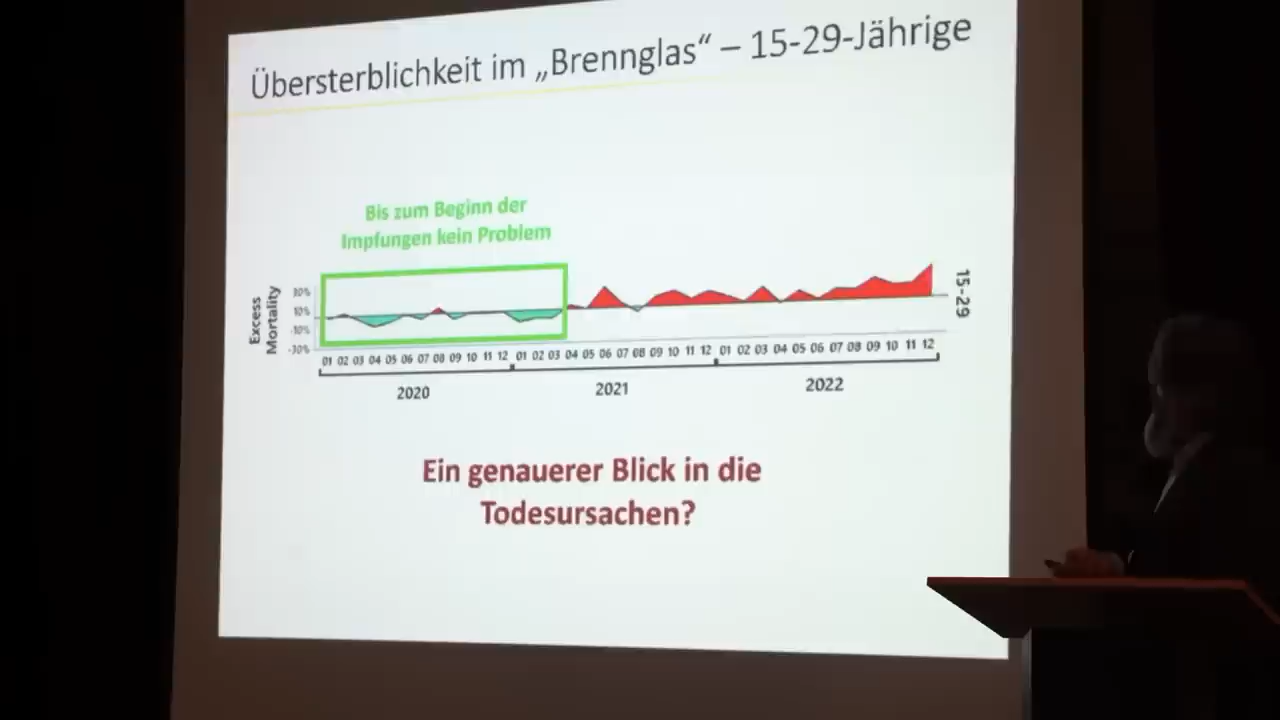 Übersterblichkeit im „Brennglas“ – 15-29-Jährige
Bis zum Beginn der
Impfungen kein Problem
Excess
Mortality
30%
10%
-10%
-30%
15-29
01 02 03 04 05 06 07 08 09 10 11 12 01 02 03 04 05 06 07 08 09 10 11 12 01 02 03 04 05 06 07 08 09 10 11 12
2020 2021 2022
Ein genauerer Blick in die
Todesursachen?